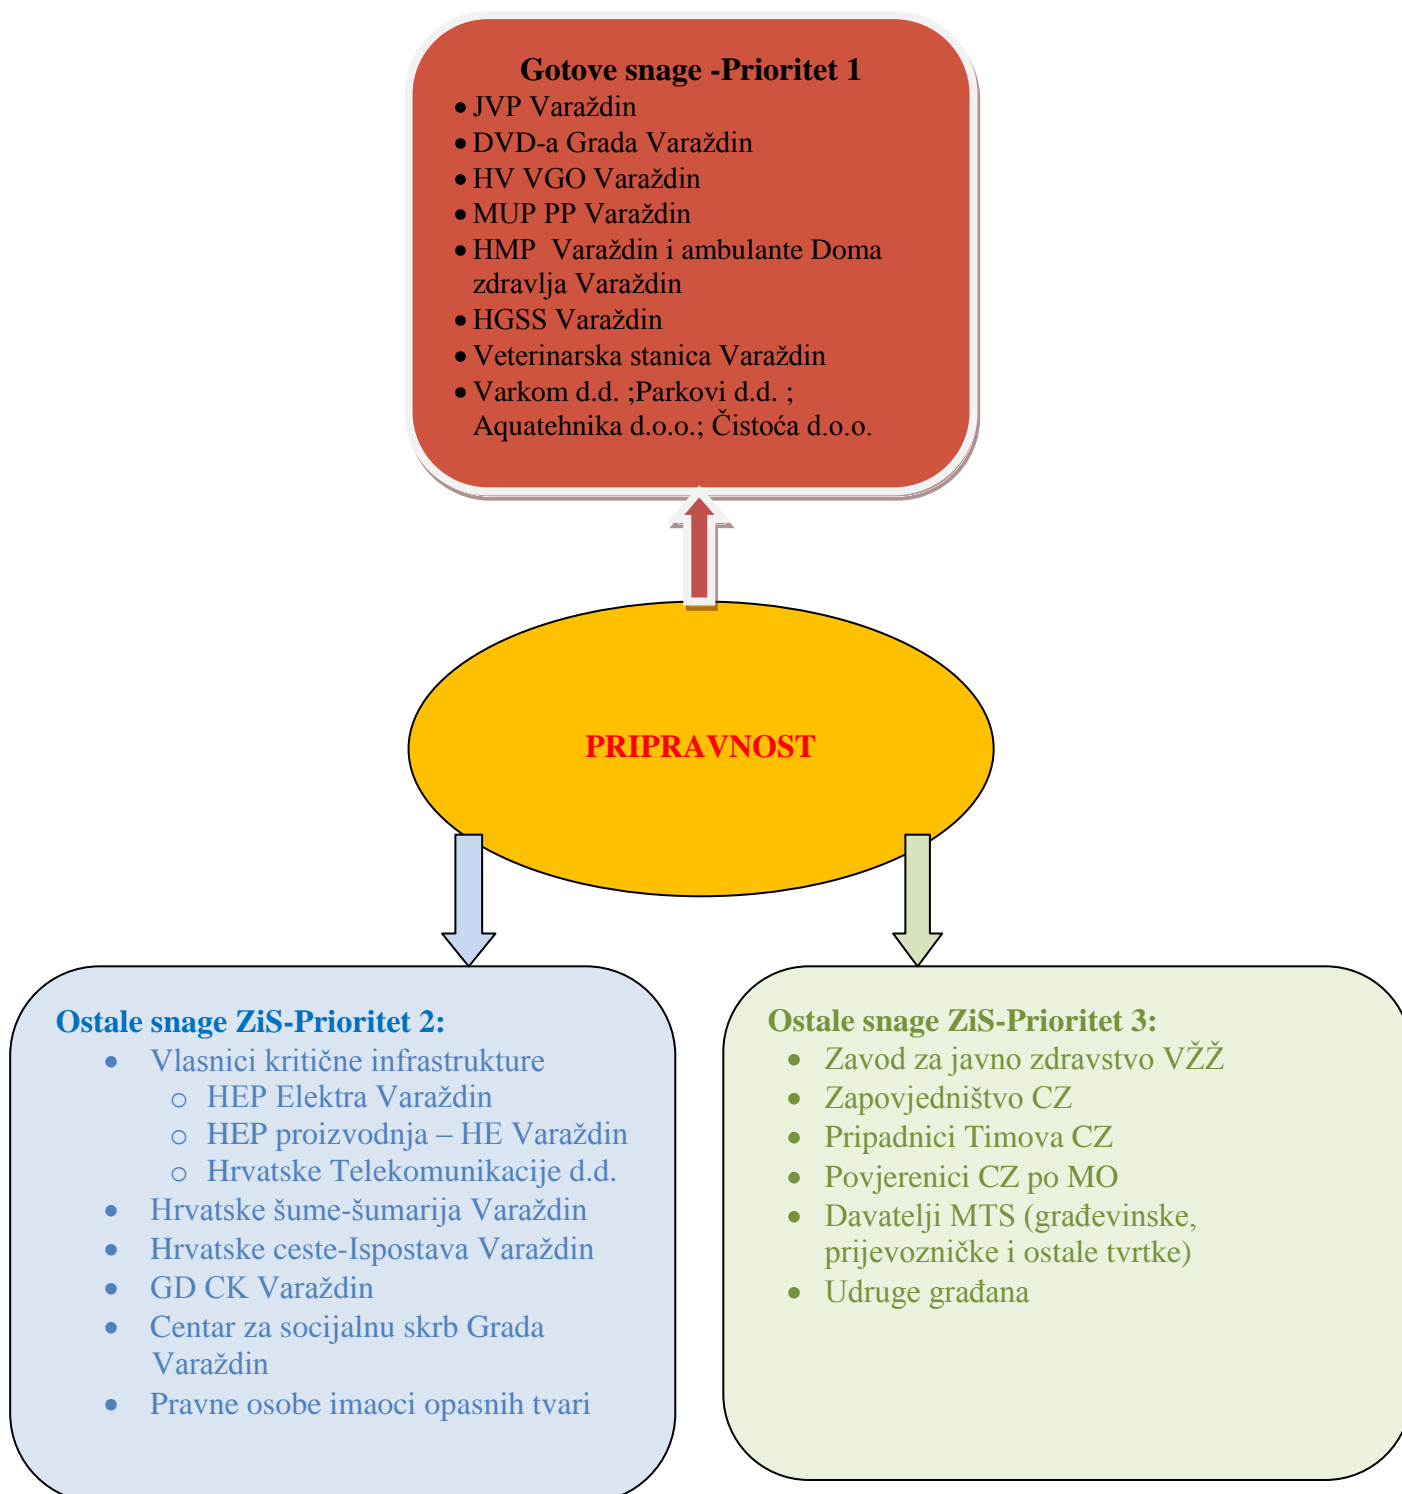 Gotove snage -Prioritet 1
• JVP Varaždin
• DVD-a Grada Varaždin
• HV VGO Varaždin
• MUP PP Varaždin
• HMP  Varaždin i ambulante Doma
zdravlja Varaždin
• HGSS Varaždin
• Veterinarska stanica Varaždin
• Varkom d.d. ;Parkovi d.d. ;
Aquatehnika d.o.o.; Čistoća d.o.o.
PRIPRAVNOST
Ostale snage ZiS-Prioritet 2:
• Vlasnici kritične infrastrukture
o HEP Elektra Varaždin
o HEP proizvodnja – HE Varaždin
o Hrvatske Telekomunikacije d.d.
• Hrvatske šume-šumarija Varaždin
• Hrvatske ceste-Ispostava Varaždin
• GD CK Varaždin
• Centar za socijalnu skrb Grada
Varaždin
• Pravne osobe imaoci opasnih tvari
Ostale snage ZiS-Prioritet 3:
• Zavod za javno zdravstvo VŽŽ
• Zapovjedništvo CZ
• Pripadnici Timova CZ
• Povjerenici CZ po MO
• Davatelji MTS (građevinske,
prijevozničke i ostale tvrtke)
• Udruge građana